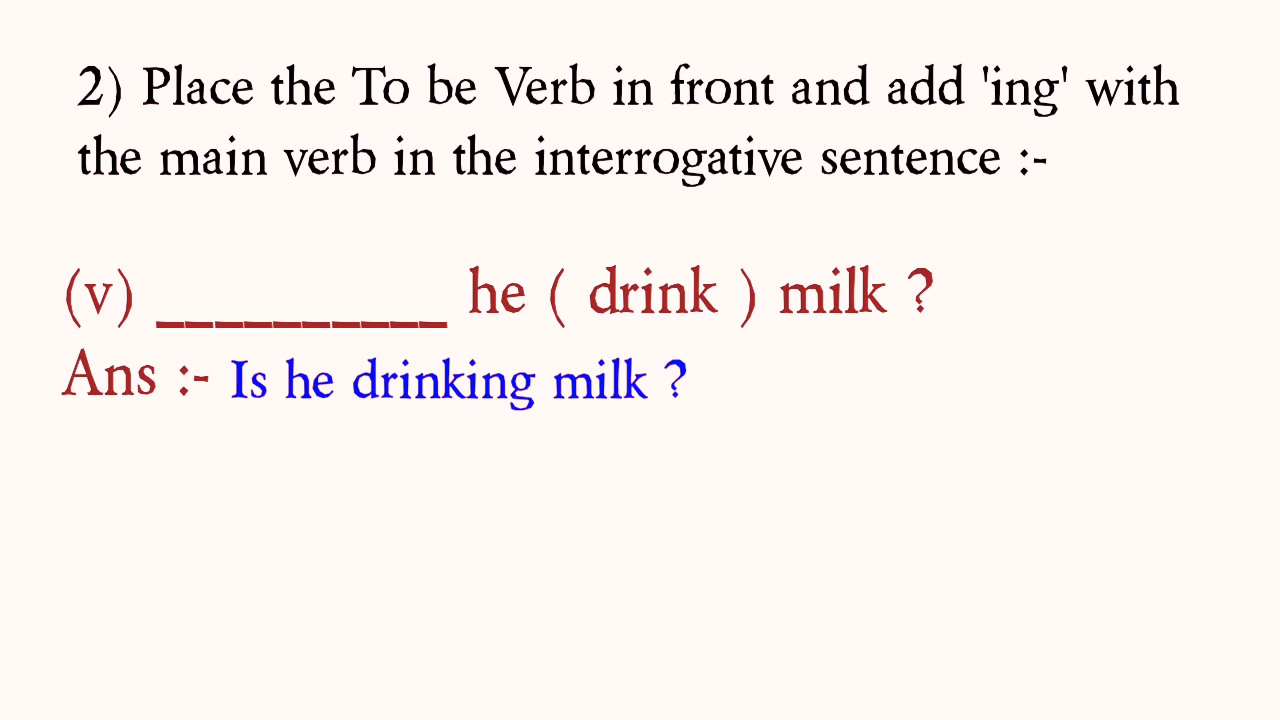 2) Place the To be Verb in front and add 'ing' with
the main verb in the interrogative sentence :-
(v) __________ he ( drink ) milk ?
Ans :- Is he drinking milk ?